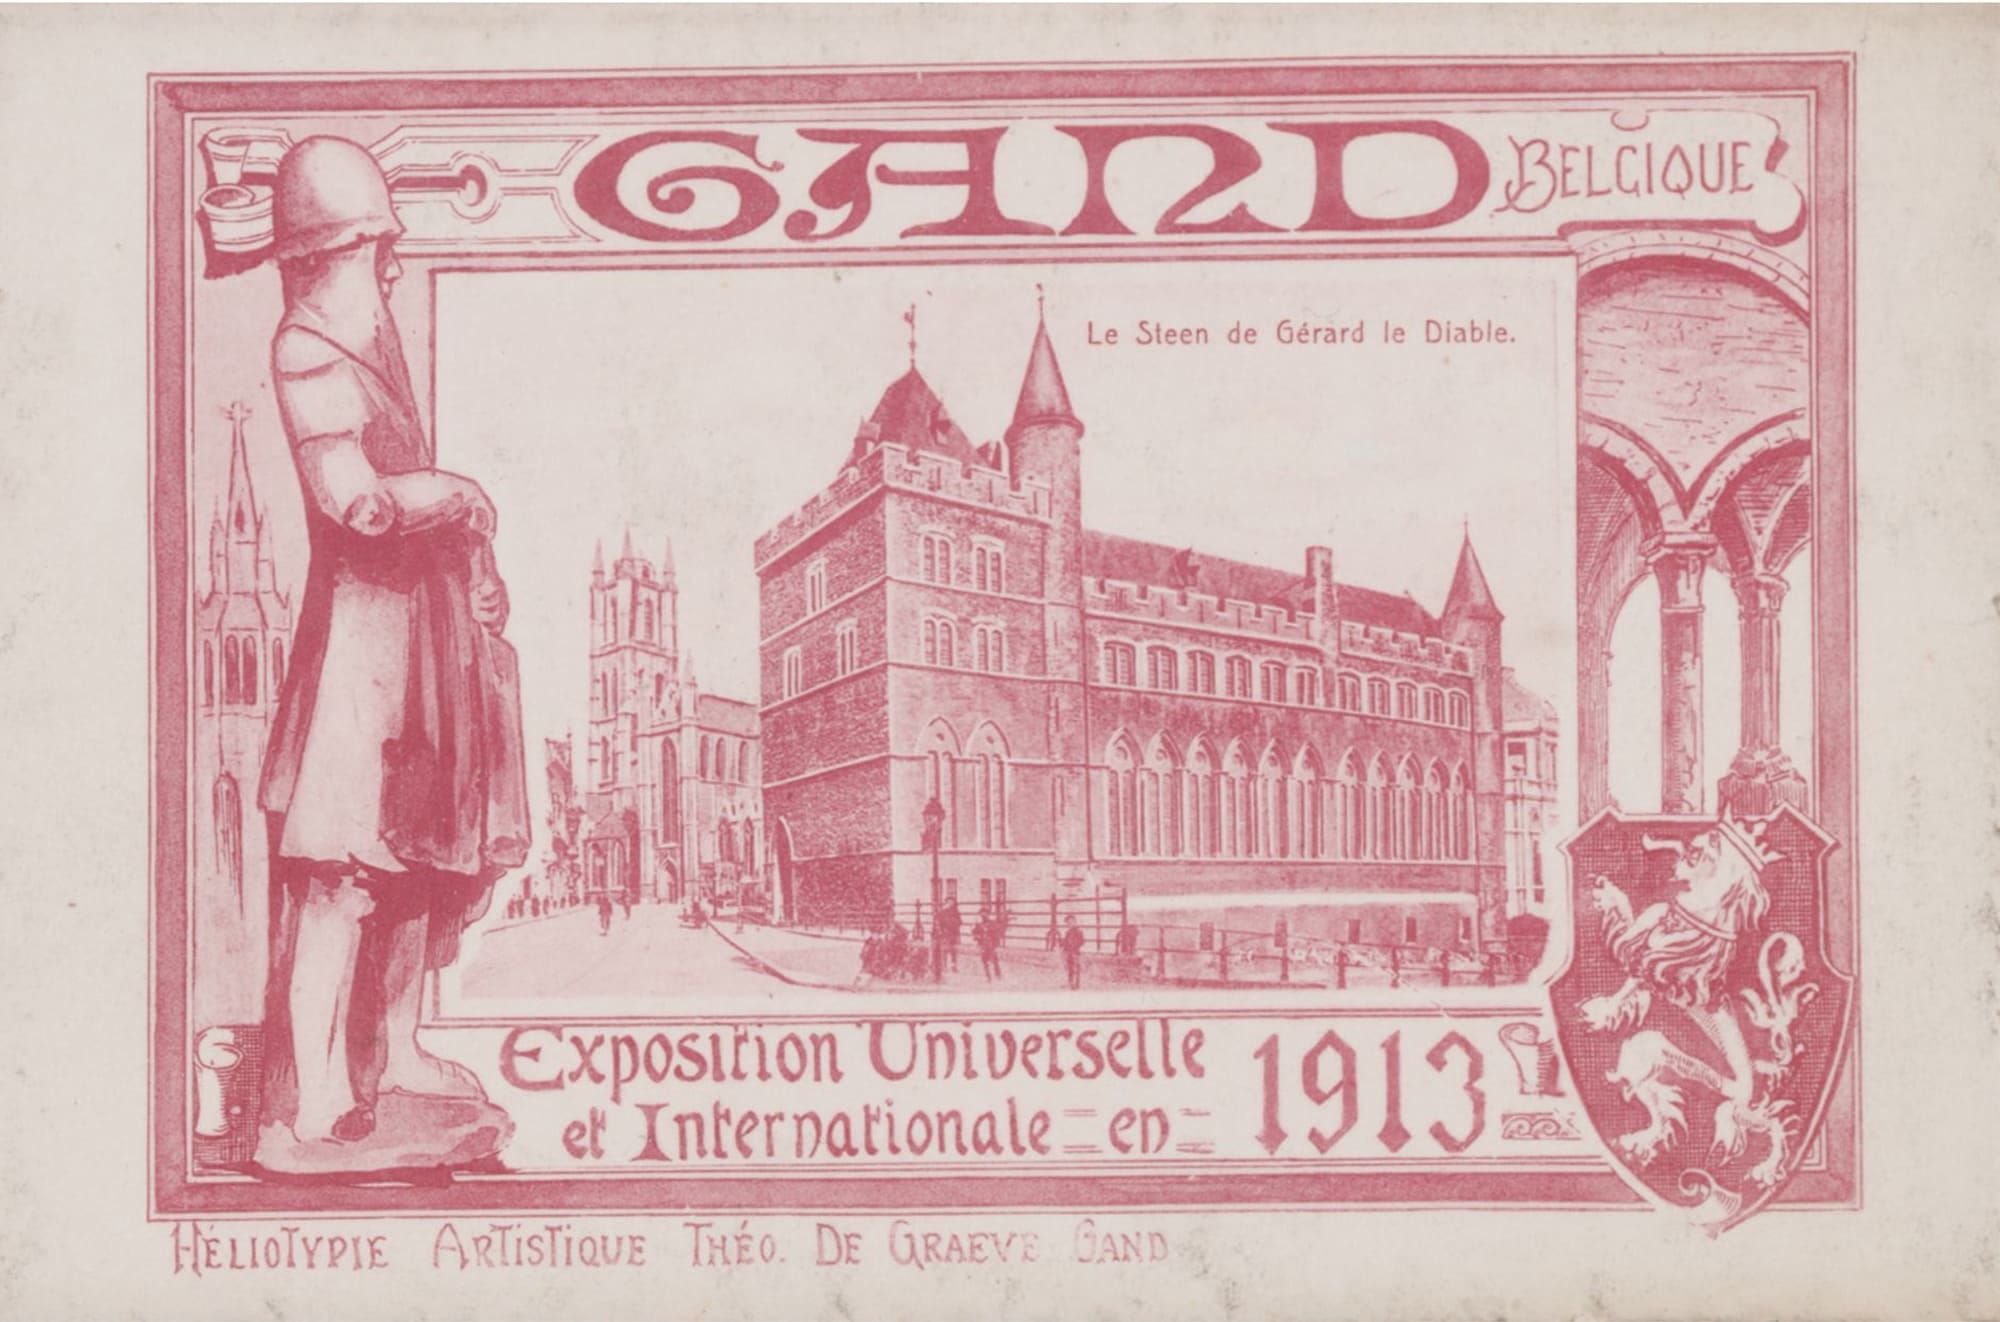 GAND
BELGIQUE
Le Steen de Gérard le Diable.
Exposition Universelle
et Internationale = en = 1913
HÉLIOTYPIE ARTISTIQUE THÉO. DE GRAEVE GAND